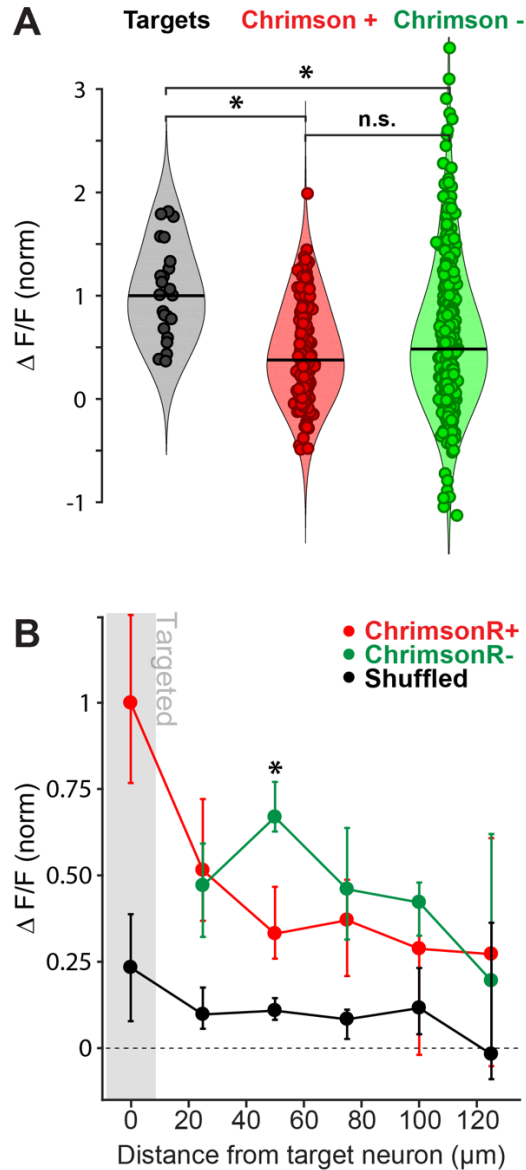 A
Targets Chrimson + Chrimson -
*
*
n.s.
3
2
1
0
-1
Δ F/F (norm)
B
Targeted
ChrimsonR+
ChrimsonR-
Shuffled
*
1
0.75
0.50
0.25
0
Δ F/F (norm)
0 20 40 60 80 100 120
Distance from target neuron (µm)